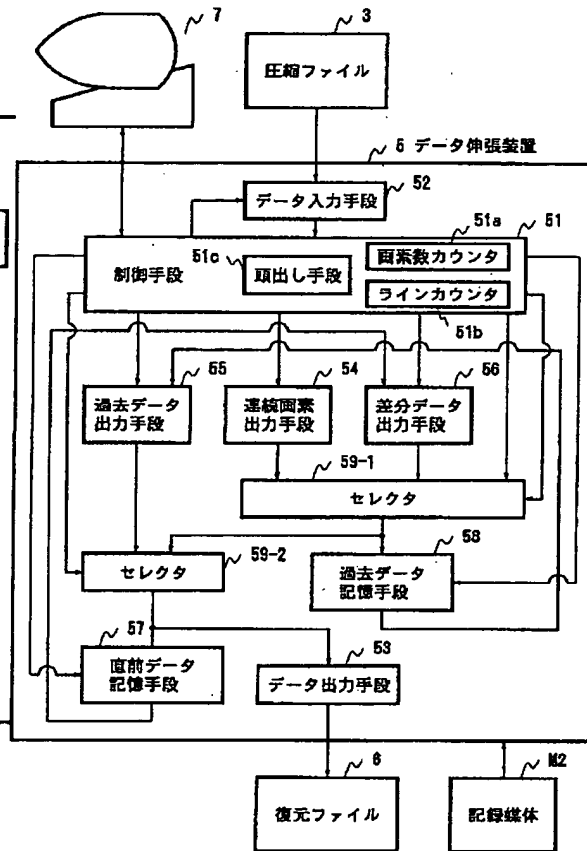 7
3
圧縮ファイル
5 データ伸張装置
52
データ入力手段
51a
51
51c
画素数カウンタ
制御手段
頭出し手段
ラインカウンタ
51b
55
54
56
過去データ
出力手段
連続画素
出力手段
差分データ
出力手段
59-1
セレクタ
59-2
58
セレクタ
過去データ
記憶手段
57
53
直前データ
記憶手段
データ出力手段
6
M2
復元ファイル
記録媒体